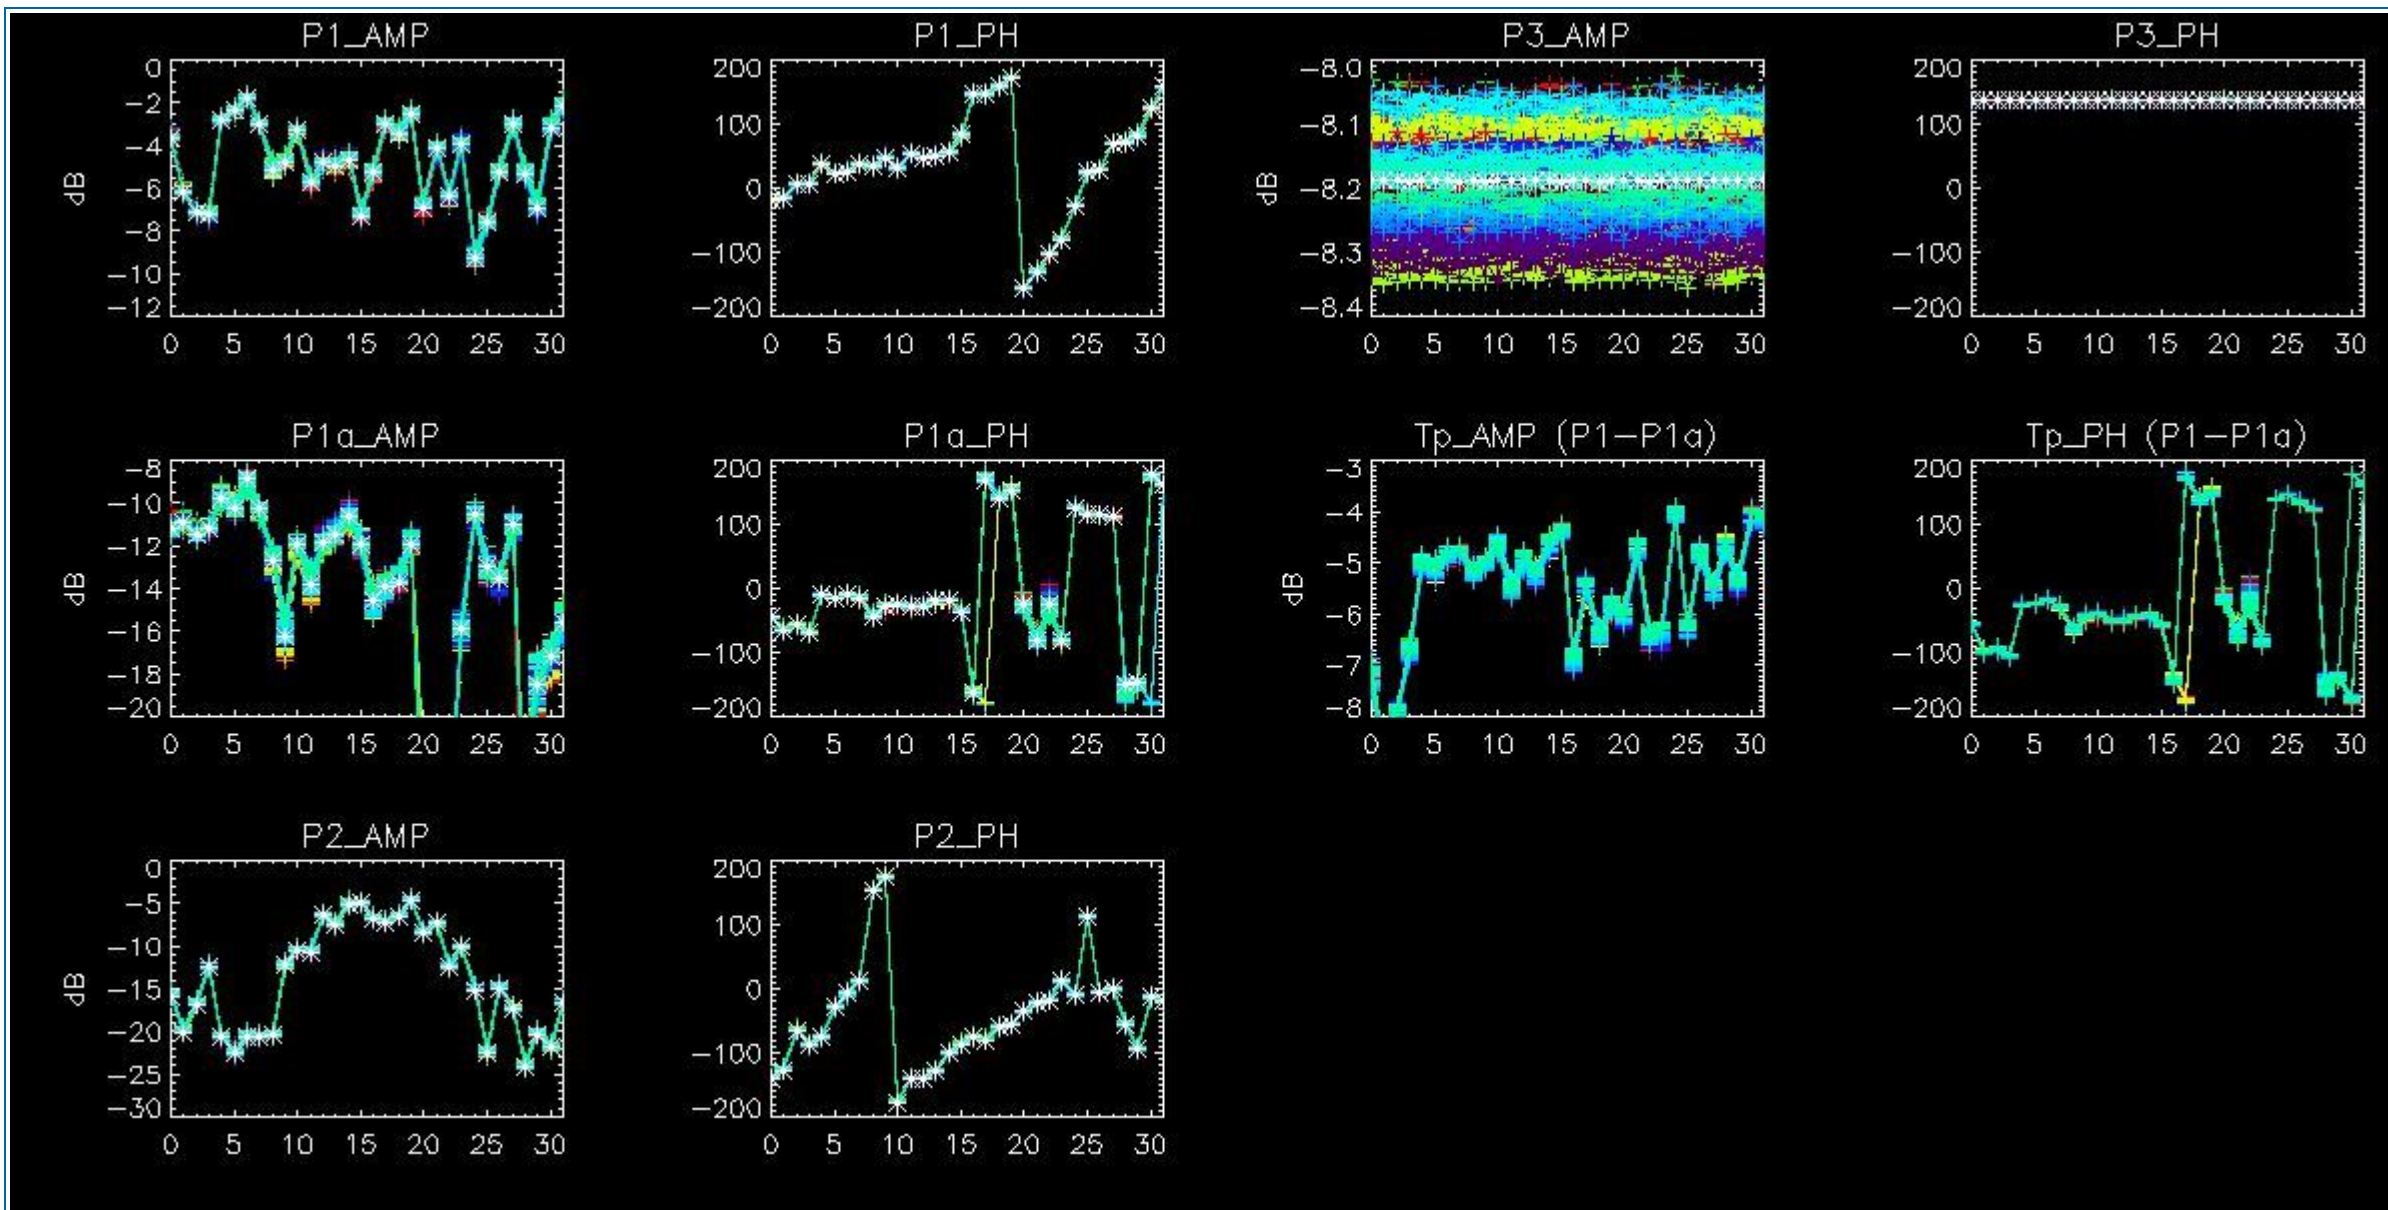 P1_AMP P1_PH P3_AMP P3_PH
0 200 −8.0 200
−2 100 −8.1 100
−4 0 −8.2 0
−6 −100 −8.3 −100
−8 −200 −8.4 −200
−10
−12
dB dB
0 5 10 15 20 25 30 0 5 10 15 20 25 30 0 5 10 15 20 25 30 0 5 10 15 20 25 30
P1a_AMP P1a_PH Tp_AMP (P1−P1a) Tp_PH (P1−P1a)
−8 200 −3 200
−10 100 −4 100
−12 0 −5 0
−14 −100 −6 −100
−16 −200 −7 −200
−18 −8
−20
dB dB
0 5 10 15 20 25 30 0 5 10 15 20 25 30 0 5 10 15 20 25 30 0 5 10 15 20 25 30
P2_AMP P2_PH
0 200
−5 100
−10 0
−15 −100
−20 −200
−25
−30
dB
0 5 10 15 20 25 30 0 5 10 15 20 25 30